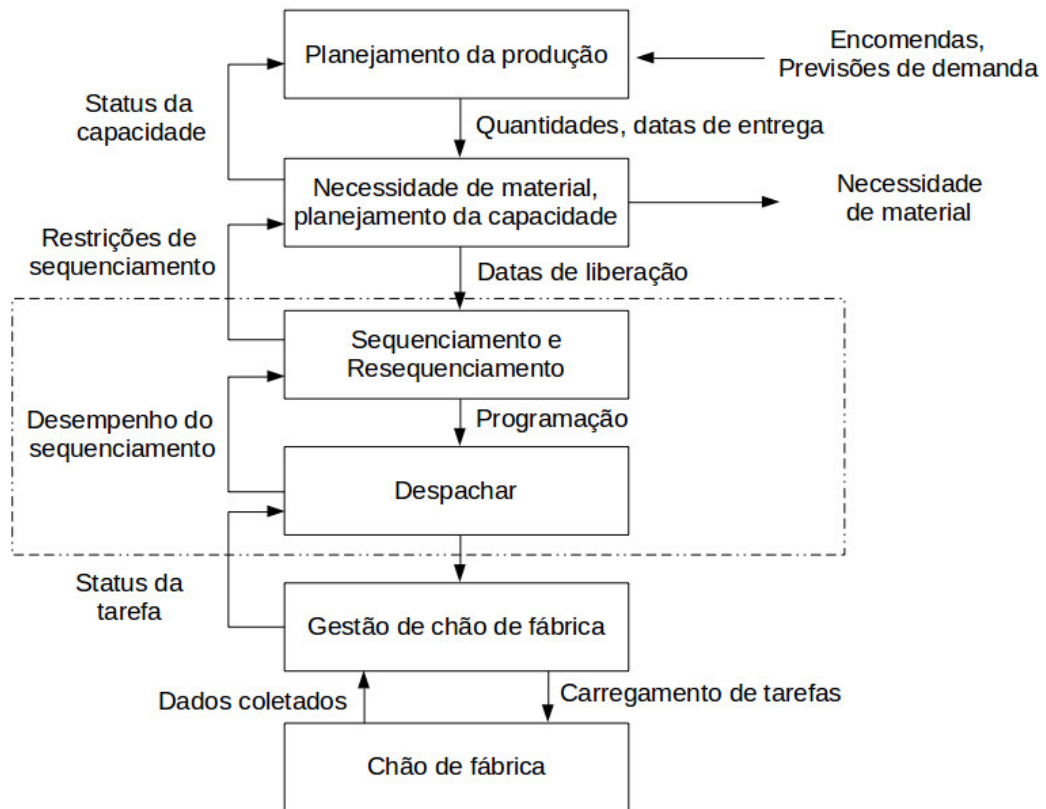 Planejamento da produção
Encomendas,
Previsões de demanda
Status da
capacidade
Quantidades, datas de entrega
Necessidade de material,
planejamento da capacidade
Necessidade
de material
Restrições de
sequenciamento
Datas de liberação
Sequenciamento e
Resequenciamento
Desempenho do
sequenciamento
Programação
Despachar
Status da
tarefa
Gestão de chão de fábrica
Dados coletados
Carregamento de tarefas
Chão de fábrica